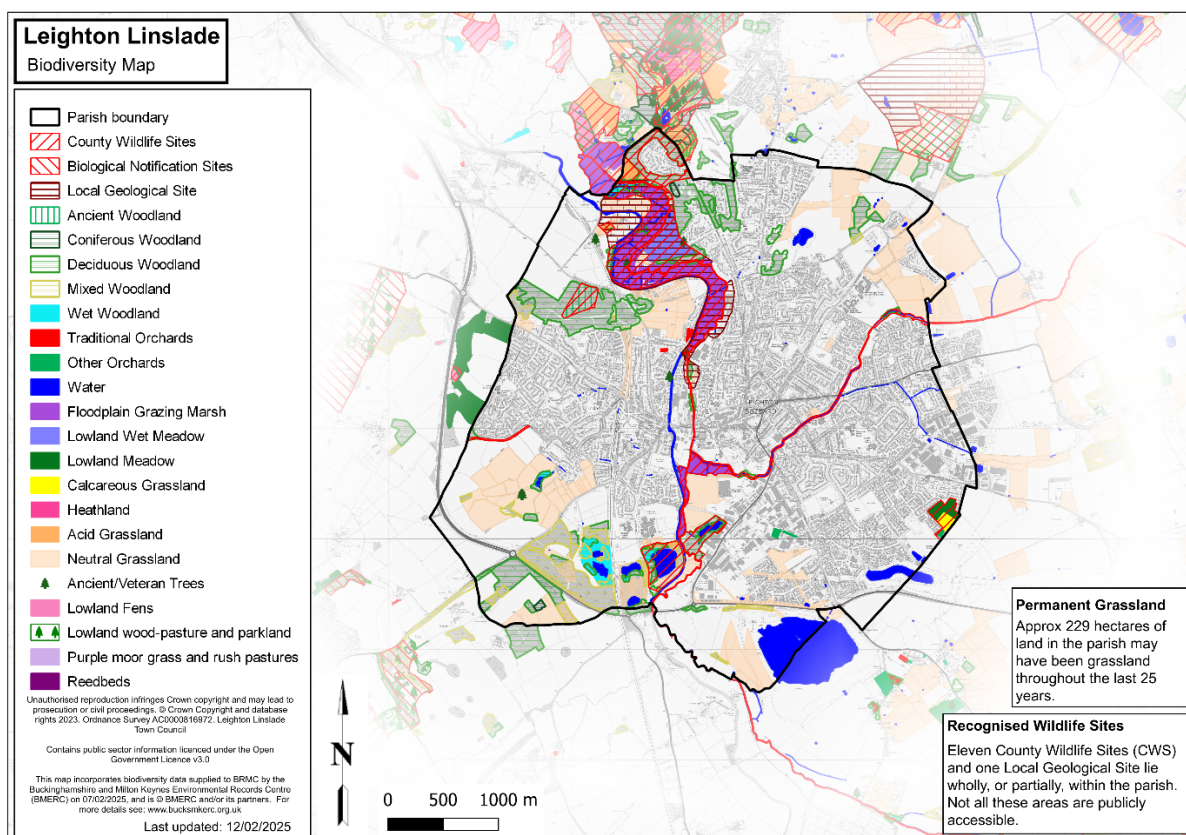 Leighton Linslade
Biodiversity Map
Parish boundary
County Wildlife Sites
Biological Notification Sites
Local Geological Site
Ancient Woodland
Coniferous Woodland
Deciduous Woodland
Mixed Woodland
Wet Woodland
Traditional Orchards
Other Orchards
Water
Floodplain Grazing Marsh
Lowland Wet Meadow
Lowland Meadow
Calcareous Grassland
Heathland
Acid Grassland
Neutral Grassland
Ancient/Veteran Trees
Lowland Fens
Lowland wood-pasture and parkland
Purple moor grass and rush pastures
Reedbeds
Unauthorised reproduction infringes Crown copyright and may lead to
prosecution or civil proceedings. © Crown Copyright and database
rights 2023. Ordnance Survey AC0000816972. Leighton Linslade
Town Council
Contains public sector information licenced under the Open
Government Licence v3.0
This map incorporates biodiversity data supplied to BRMC by the
Buckinghamshire and Milton Keynes Environmental Records Centre
(BMERC) on 07/02/2025, and is © BMERC and/or its partners. For
more details see: www.bucksmkerc.org.uk
Last updated: 12/02/2025
N
0 500 1000 m
Permanent Grassland
Approx 229 hectares of
land in the parish may
have been grassland
throughout the last 25
years.
Recognised Wildlife Sites
Eleven County Wildlife Sites (CWS)
and one Local Geological Site lie
wholly, or partially, within the parish.
Not all these areas are publicly
accessible.